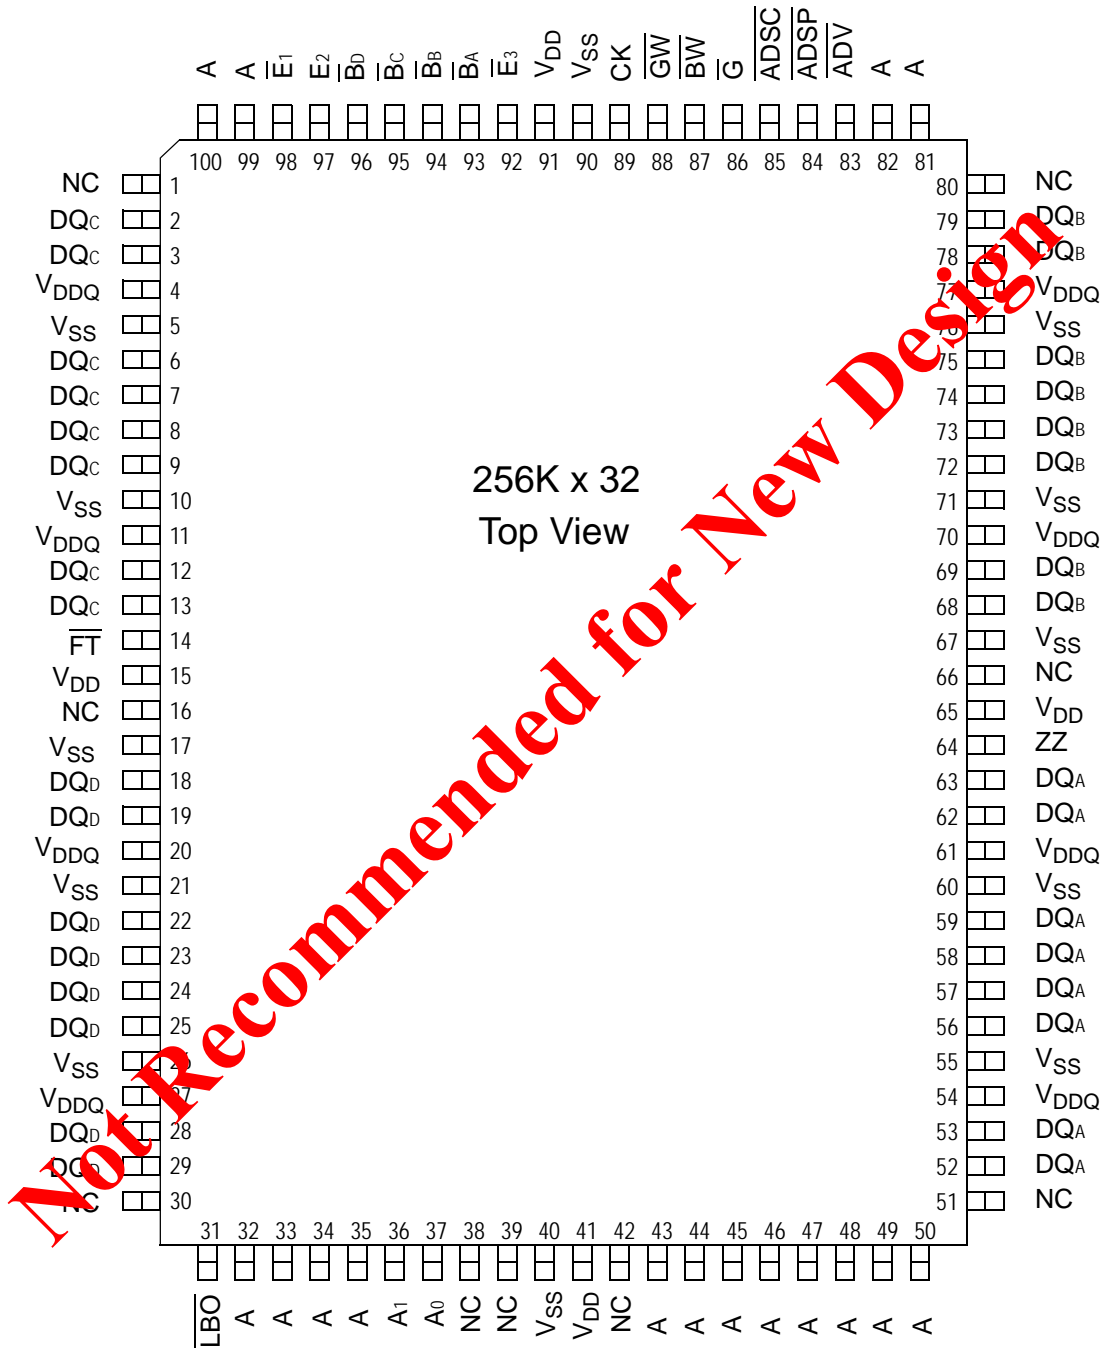 A A E1 E2 BD BC BB BA E3 VDD VSS CK GW BW G ADSC ADSP ADV A A
100 99 98 97 96 95 94 93 92 91 90 89 88 87 86 85 84 83 82 81
NC 1 80 NC
DQC 2 79 DQB
DQC 3 78 DQB
VDDQ 4 77 VDDQ
VSS 5 76 VSS
DQC 6 75 DQB
DQC 7 74 DQB
DQC 8 73 DQB
DQC 9 72 DQB
256K x 32
VSS 10 71 VSS
Top View
VDDQ 11 70 VDDQ
DQC 12 69 DQB
DQC 13 68 DQB
FT 14 67 VSS
VDD 15 66 NC
NC 16 65 VDD
VSS 17 64 ZZ
DQD 18 63 DQA
DQD 19 62 DQA
VDDQ 20 61 VDDQ
VSS 21 60 VSS
DQD 22 59 DQA
DQD 23 58 DQA
DQD 24 57 DQA
DQD 25 56 DQA
VSS 26 55 VSS
VDDQ 27 54 VDDQ
DQD 28 53 DQA
DQD 29 52 DQA
NC 30 51 NC
31 32 33 34 35 36 37 38 39 40 41 42 43 44 45 46 47 48 49 50
LBO A A A A A1 A0 NC NC VSS VDD NC A A A A A A A A
Not Recommended for New Design